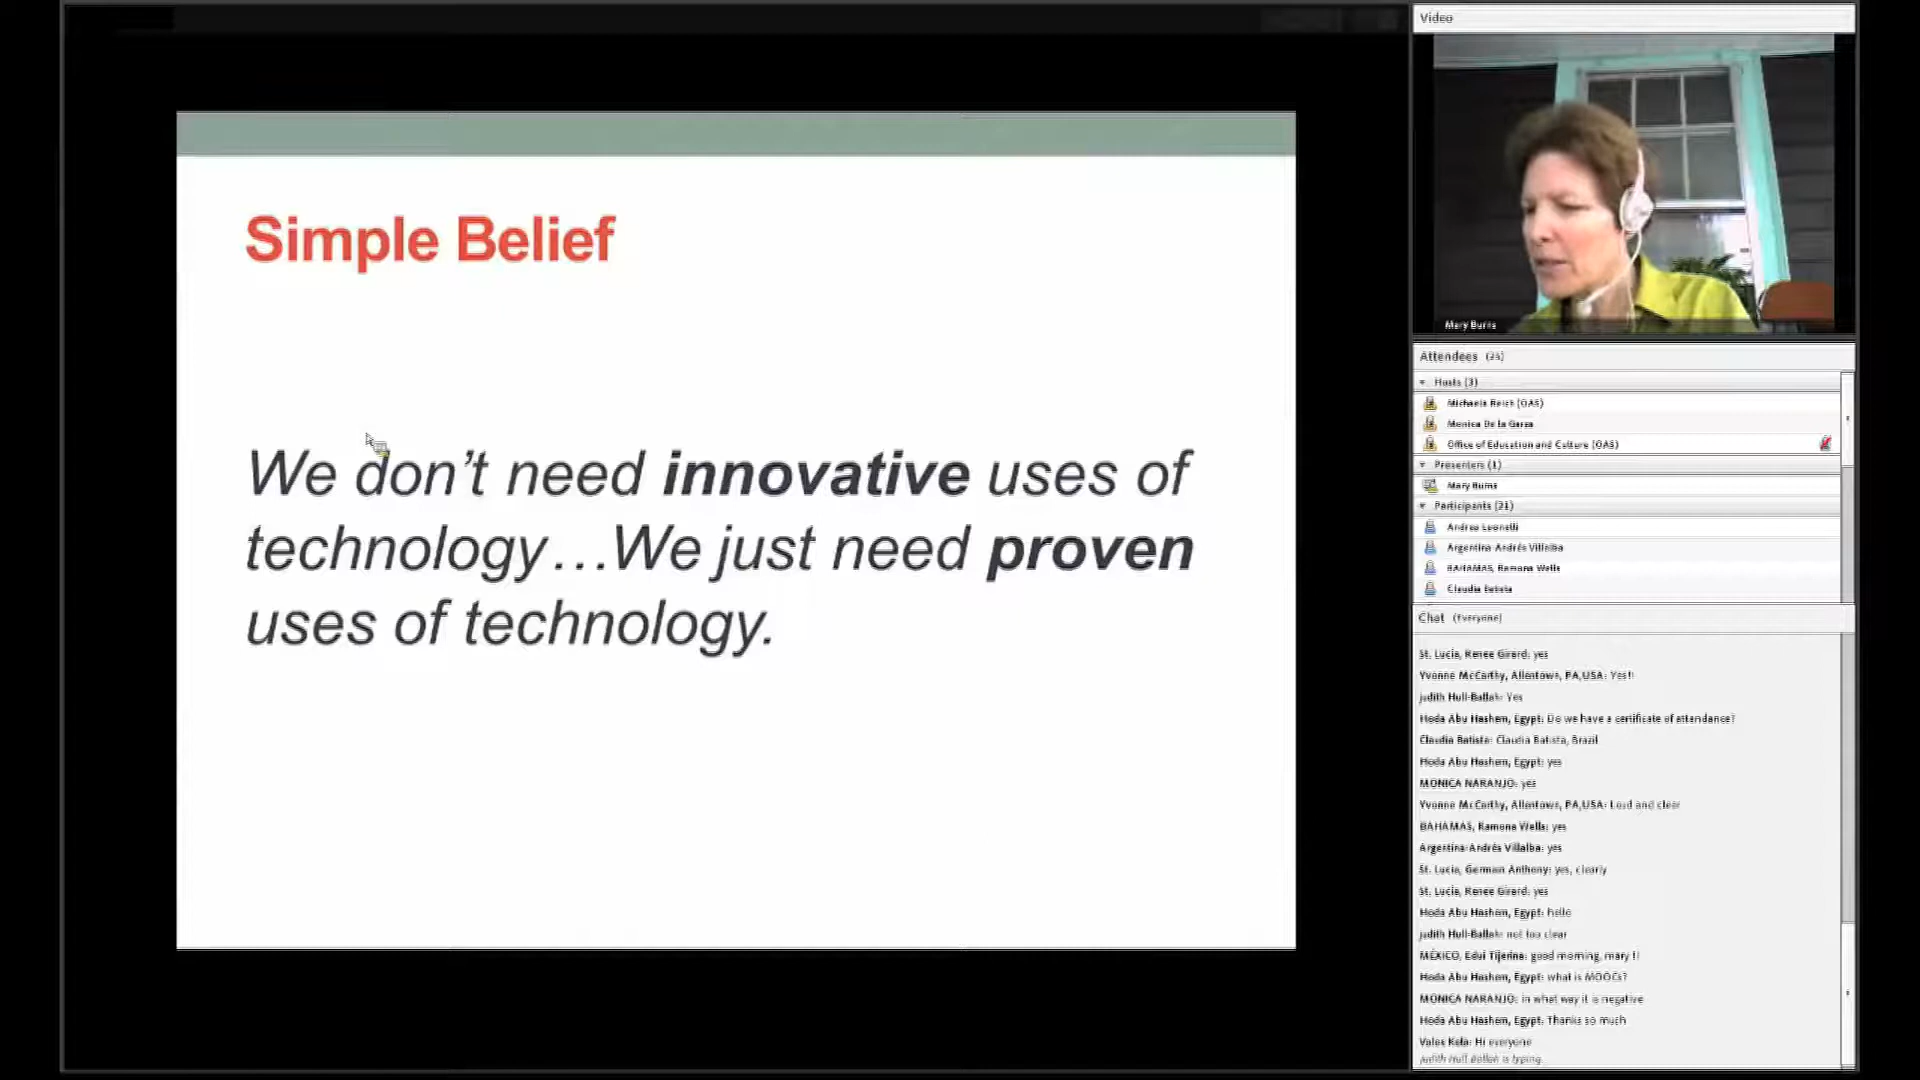 Simple Belief
We don’t need innovative uses of
technology…We just need proven
uses of technology.
Video
Mary Burns
Attendees (25)
Hosts (3)
Michaela Reich (OAS)
Monica De la Garza
Office of Education and Culture (OAS)
Presenters (1)
Mary Burns
Participants (21)
Andrea Leonelli
Argentina-Andrés Villalba
BAHAMAS, Ramona Wells
Claudia Batista
Chat (Everyone)
St. Lucia, Renee Girard: yes
Yvonne McCarthy, Allentown, PA,USA: Yes!!
judith Hull-Ballah: Yes
Hoda Abu Hashem, Egypt: Do we have a certificate of attendance?
Claudia Batista: Claudia Batista, Brazil
Hoda Abu Hashem, Egypt: yes
MONICA NARANJO: yes
Yvonne McCarthy, Allentown, PA,USA: Loud and clear
BAHAMAS, Ramona Wells: yes
Argentina-Andrés Villalba: yes
St. Lucia, Germain Anthony: yes, clearly
St. Lucia, Renee Girard: yes
Hoda Abu Hashem, Egypt: hello
judith Hull-Ballah: not too clear
MÉXICO, Edui Tijerina: good morning, mary !!
Hoda Abu Hashem, Egypt: what is MOOCs?
MONICA NARANJO: in what way it is negative
Hoda Abu Hashem, Egypt: Thanks so much
Hi everyone
judith Hull-Ballah is typing